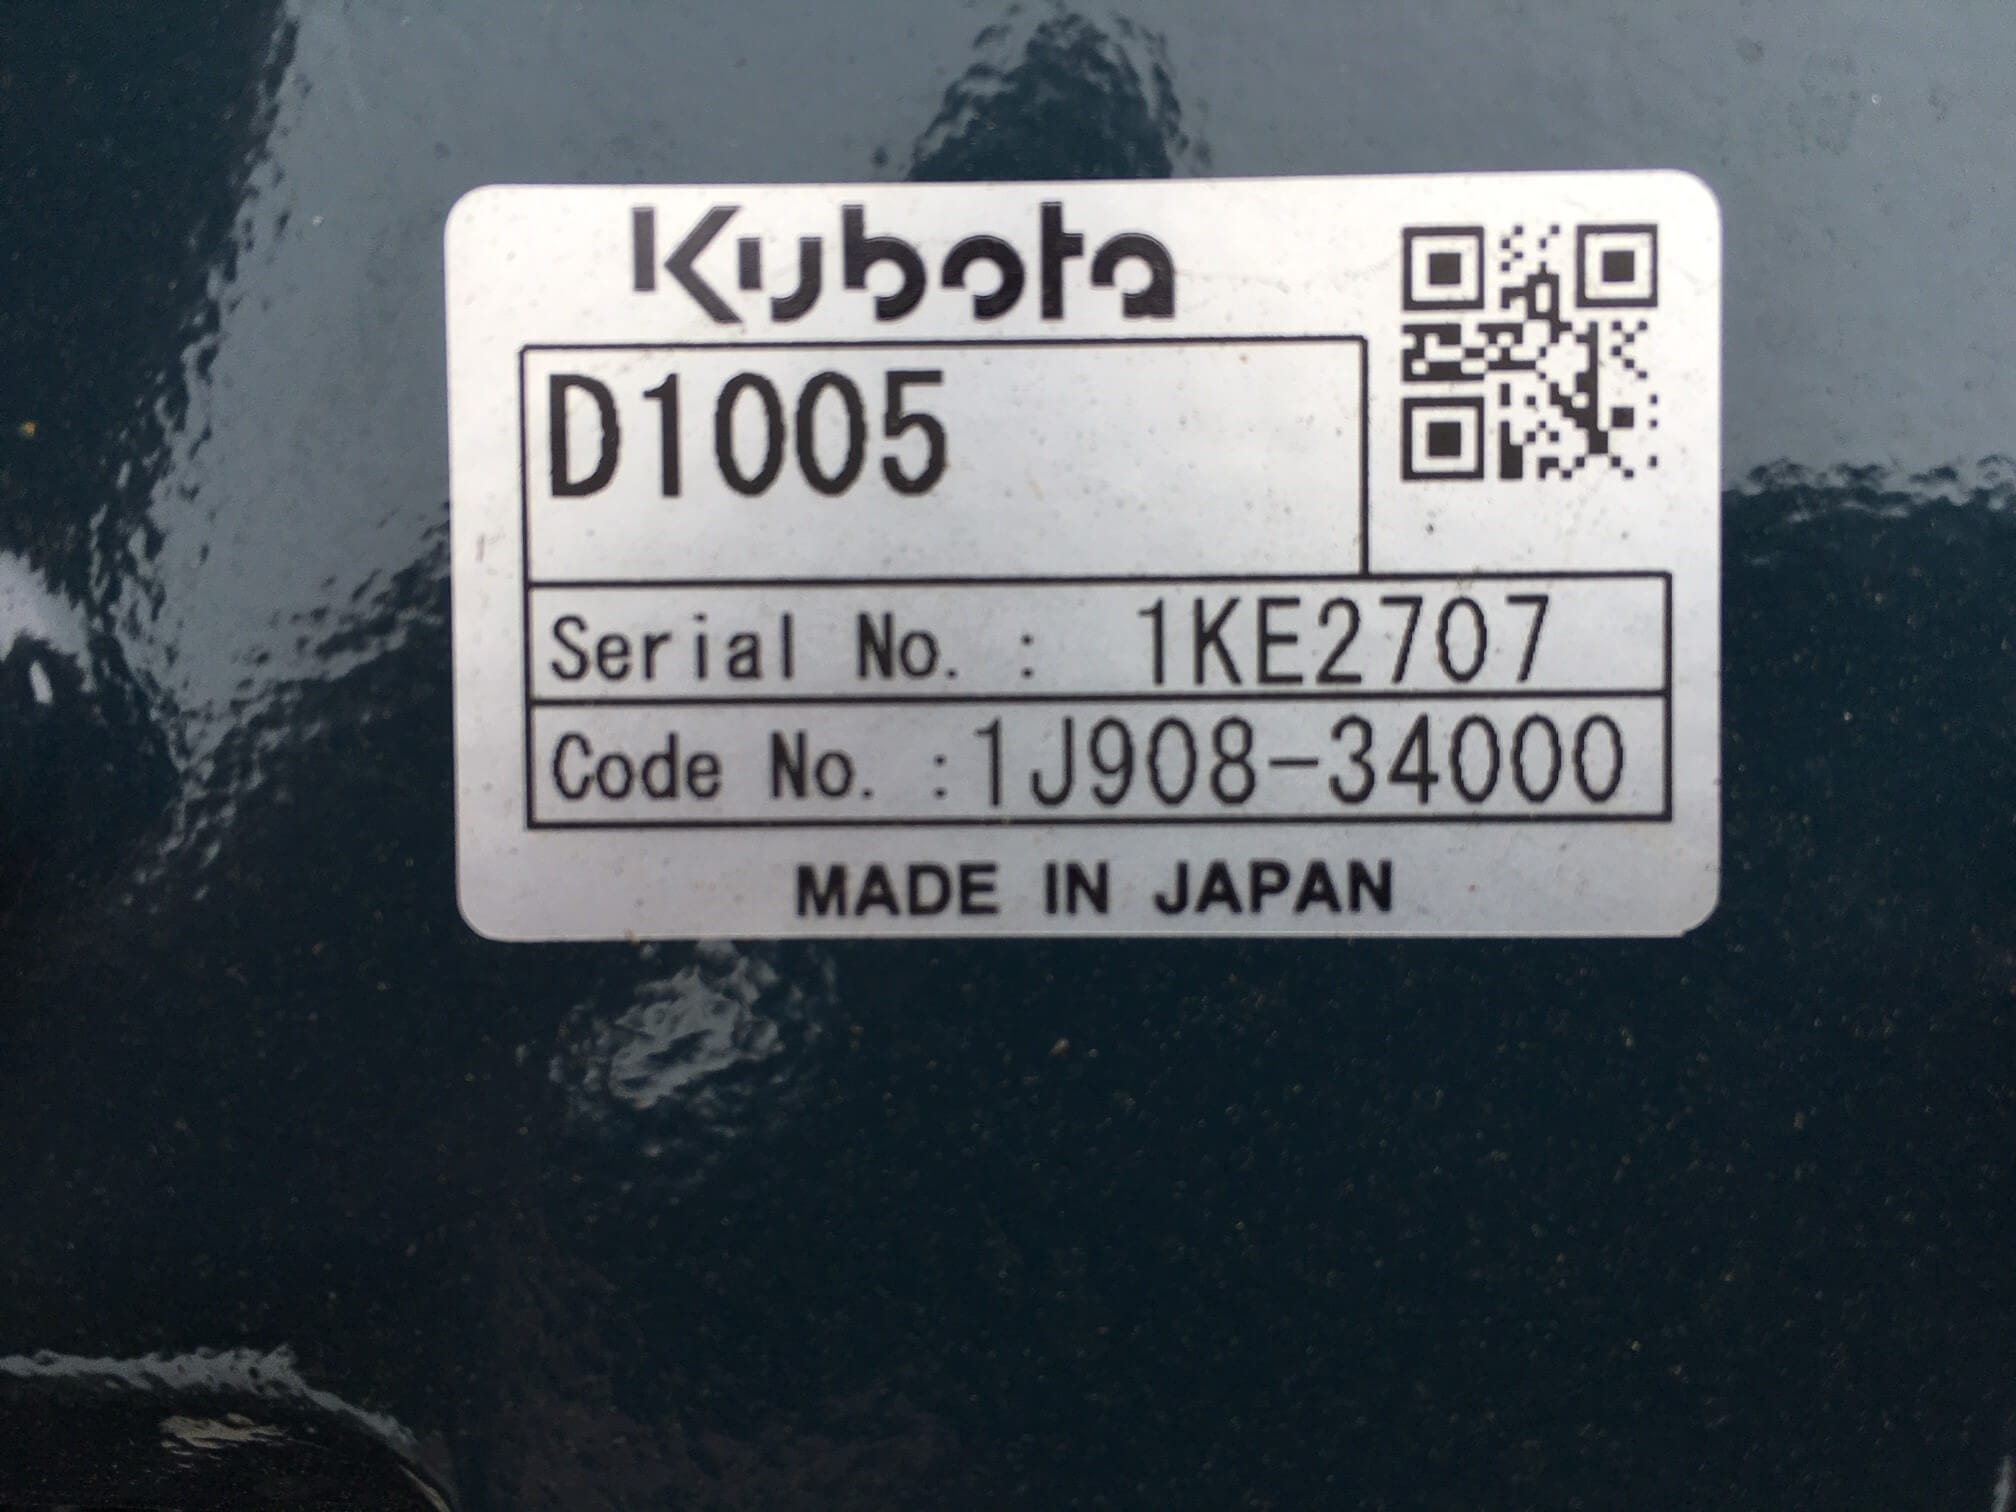 Kubota
D1005
Serial No. : 1KE2707
Code No. :1J908-34000
MADE IN JAPAN